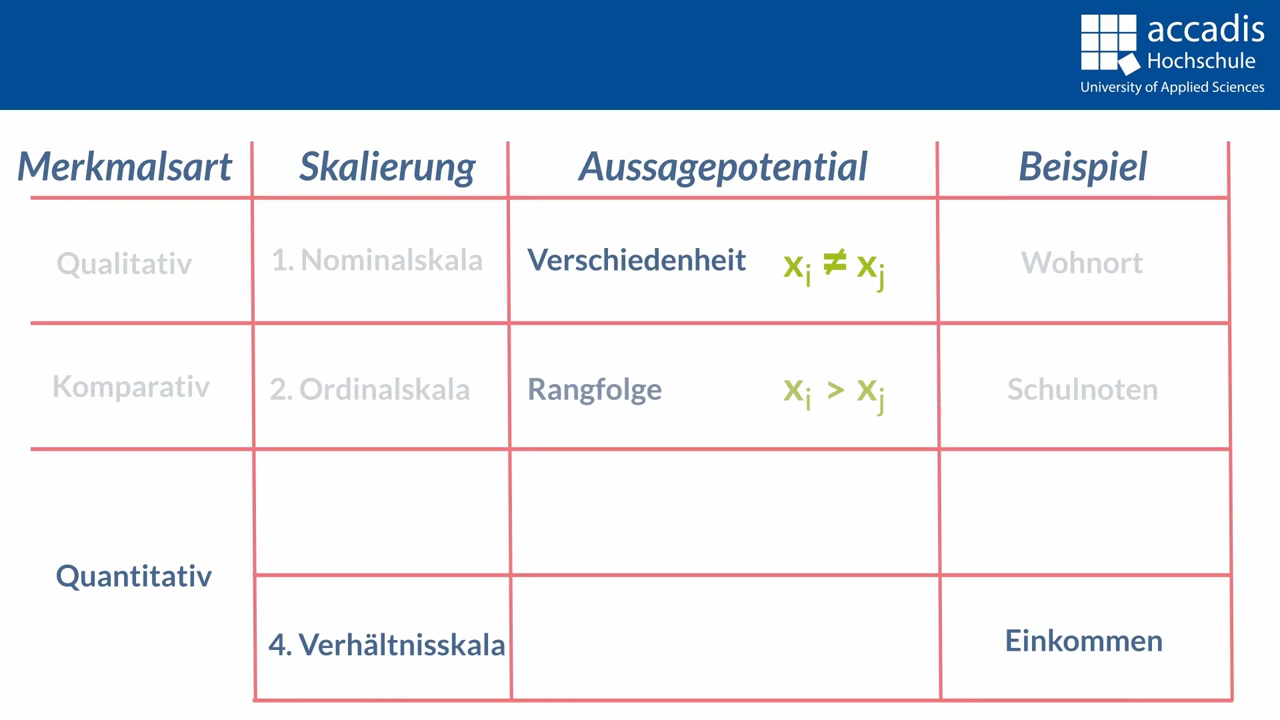 accadis
Hochschule
University of Applied Sciences
Merkmalsart Skalierung Aussagepotential Beispiel
Qualitativ 1. Nominalskala Verschiedenheit xi ≠ xj Wohnort
Komparativ 2. Ordinalskala Rangfolge xi > xj Schulnoten
Quantitativ
4. Verhältnisskala Einkommen